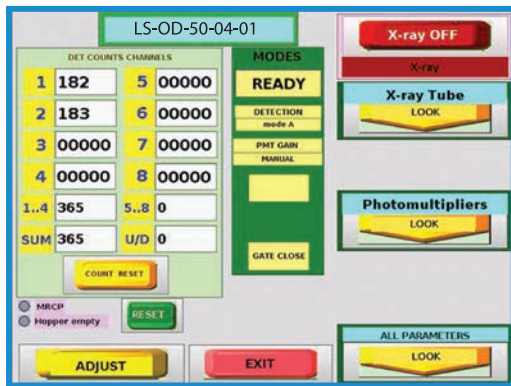 LS-OD-50-04-01
X-ray OFF
X-ray
DET COUNTS CHANNELS
1 182 5 00000
2 183 6 00000
3 00000 7 00000
4 00000 8 00000
1..4 365 5..8 0
SUM 365 U/D 0
COUNT RESET
MRCP
Hopper empty
RESET
ADJUST
EXIT
MODES
READY
DETECTION
mode A
PMT GAIN
MANUAL
GATE CLOSE
X-ray Tube
LOOK
Photomultipliers
LOOK
ALL PARAMETERS
LOOK